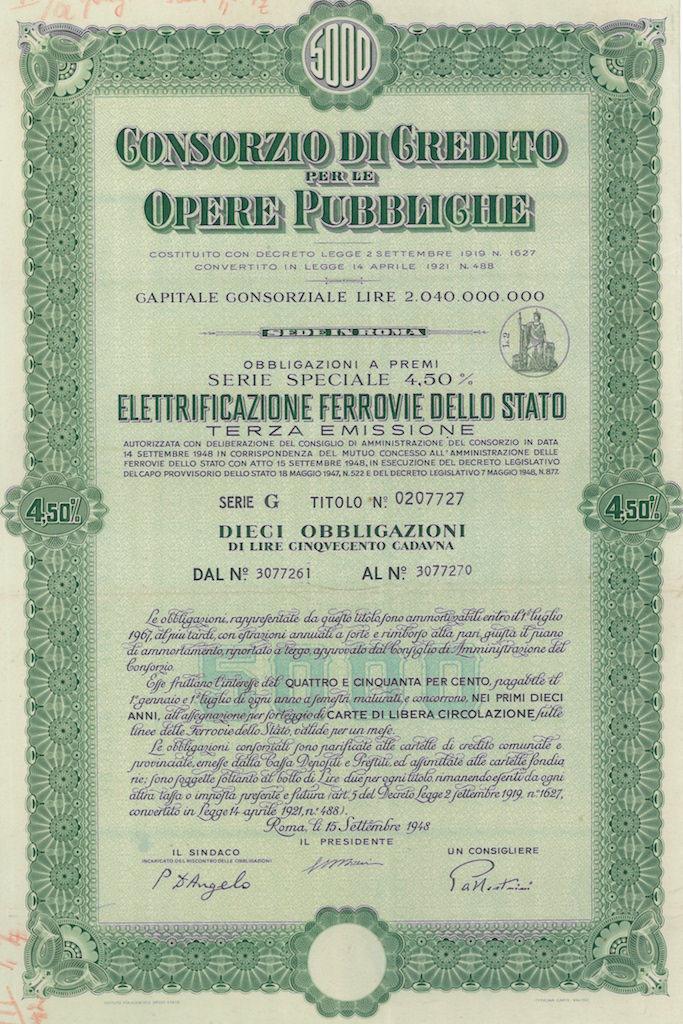 5000
CONSORZIO DI CREDITO
PER LE
OPERE PUBBLICHE
COSTITUITO CON DECRETO LEGGE 2 SETTEMBRE 1919 N. 1627
CONVERTITO IN LEGGE 14 APRILE 1921 N. 488
CAPITALE CONSORZIALE LIRE 2.040.000.000
SEDE IN ROMA
L. 2
OBBLIGAZIONI A PREMI
SERIE SPECIALE 4,50%
ELETTRIFICAZIONE FERROVIE DELLO STATO
TERZA EMISSIONE
AUTORIZZATA CON DELIBERAZIONE DEL CONSIGLIO DI AMMINISTRAZIONE DEL CONSORZIO IN DATA
14 SETTEMBRE 1948 IN CORRISPONDENZA DEL MUTUO CONCESSO ALL'AMMINISTRAZIONE DELLE
FERROVIE DELLO STATO CON ATTO 15 SETTEMBRE 1948, IN ESECUZIONE DEL DECRETO LEGISLATIVO
DEL CAPO PROVVISORIO DELLO STATO 18 MAGGIO 1947, N. 522 E DEL DECRETO LEGISLATIVO 7 MAGGIO 1948, N. 877.
4,50%
4,50%
SERIE G TITOLO Nº 0207727
DIECI OBBLIGAZIONI
DI LIRE CINQVECENTO CADAVNA
DAL Nº 3077261 AL Nº 3077270
5000
Le obbligazioni, rappresentate da questo titolo sono ammortizzabili entro il 1º luglio
1967, al più tardi, con estrazioni annuali a sorte e rimborso alla pari, giusta il piano
di ammortamento, riportato a tergo, approvato dal Consiglio di Amministrazione del
Consorzio.
Esse fruttano l'interesse del QUATTRO E CINQUANTA PER CENTO, pagabile il
1º gennaio e 1º luglio di ogni anno a semestri maturati, e concorrono, NEI PRIMI DIECI
ANNI, all'assegnazione per sorteggio di CARTE DI LIBERA CIRCOLAZIONE sulle
linee delle Ferrovie dello Stato, valide per un mese.
Le obbligazioni consorziali sono parificate alle cartelle di credito comunale e
provinciale, emesse dalla Cassa Depositi e Prestiti, ed assimilate alle cartelle fondia
rie; sono soggette soltanto al bollo di Lire due per ogni titolo rimanendo esenti da ogni
altra tassa o imposta presente e futura (art. 5 del Decreto Legge 2 settembre 1919, nº 1627,
convertito in Legge 14 aprile 1921, nº 488).
Roma, li 15 Settembre 1948
IL PRESIDENTE
IL SINDACO
INCARICATO DEL RISCONTRO DELLE OBBLIGAZIONI
UN CONSIGLIERE
P D'Angelo